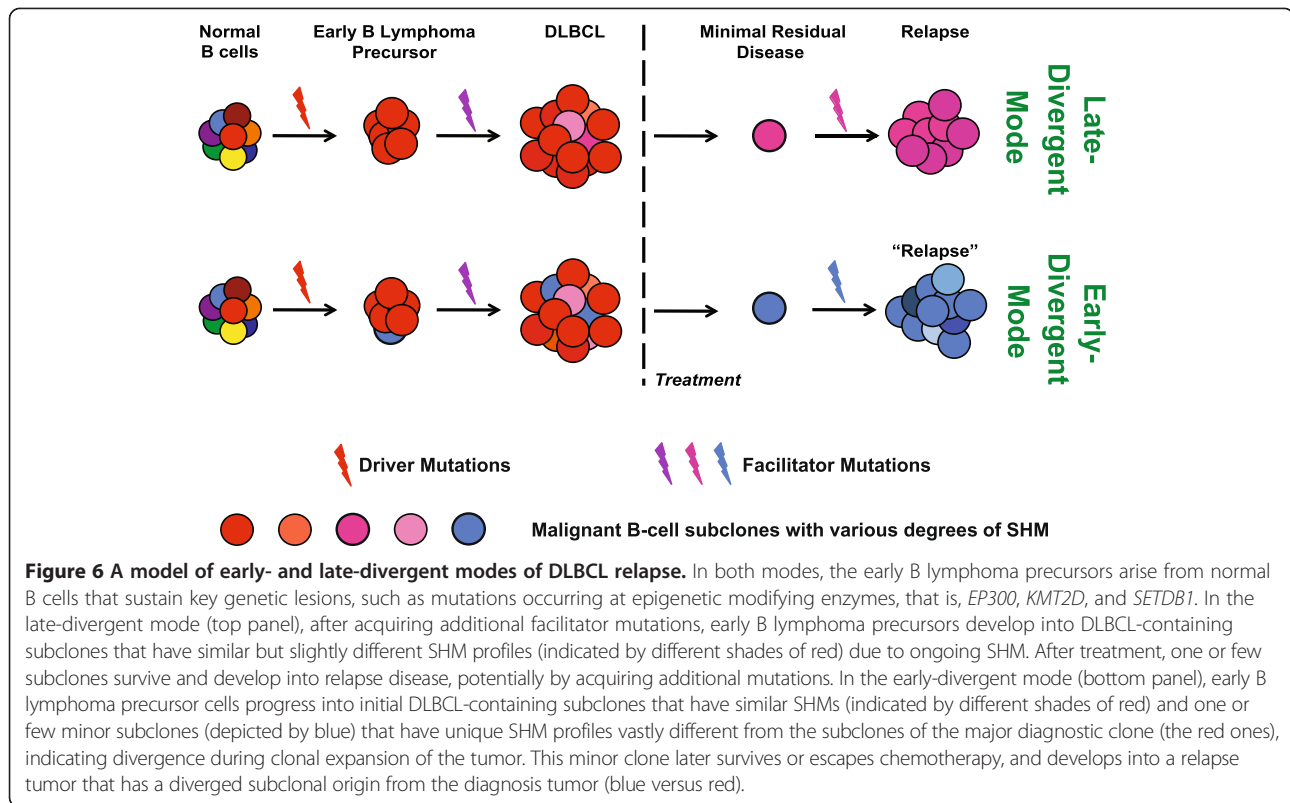 Normal
B cells
Early B Lymphoma
Precursor
DLBCL
Minimal Residual
Disease
Relapse
Late-
Divergent
Mode
"Relapse"
Early-
Divergent
Mode
Treatment
Driver Mutations
Facilitator Mutations
Malignant B-cell subclones with various degrees of SHM
Figure 6 A model of early- and late-divergent modes of DLBCL relapse. In both modes, the early B lymphoma precursors arise from normal
B cells that sustain key genetic lesions, such as mutations occurring at epigenetic modifying enzymes, that is, EP300, KMT2D, and SETDB1. In the
late-divergent mode (top panel), after acquiring additional facilitator mutations, early B lymphoma precursors develop into DLBCL-containing
subclones that have similar but slightly different SHM profiles (indicated by different shades of red) due to ongoing SHM. After treatment, one or few
subclones survive and develop into relapse disease, potentially by acquiring additional mutations. In the early-divergent mode (bottom panel), early B
lymphoma precursor cells progress into initial DLBCL-containing subclones that have similar SHMs (indicated by different shades of red) and one or
few minor subclones (depicted by blue) that have unique SHM profiles vastly different from the subclones of the major diagnostic clone (the red ones),
indicating divergence during clonal expansion of the tumor. This minor clone later survives or escapes chemotherapy, and develops into a relapse
tumor that has a diverged subclonal origin from the diagnosis tumor (blue versus red).